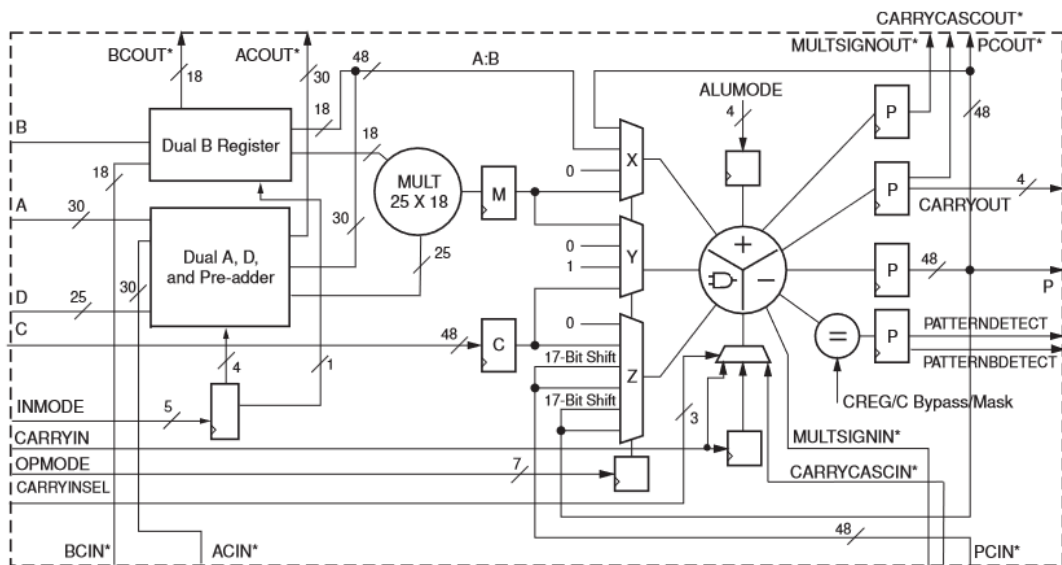 CARRYCASCOUT*
BCOUT* ACOUT* MULTSIGNOUT* PCOUT*
18 30 48 A:B
ALUMODE
4
48
B 18 18 P
Dual B Register
18 X
0
MULT
25 X 18
M
P 4
CARRYOUT
A 30
30
Dual A, D,
and Pre-adder
25
0
1
Y
+
−
P 48
P
30
D 25
C 48 C
0
17-Bit Shift
Z
17-Bit Shift
=
P PATTERNDETECT
PATTERNBDETECT
4 1
3
CREG/C Bypass/Mask
INMODE 5
CARRYIN
MULTSIGNIN*
OPMODE 7
CARRYCASCIN*
CARRYINSEL
48
BCIN* ACIN* PCIN*